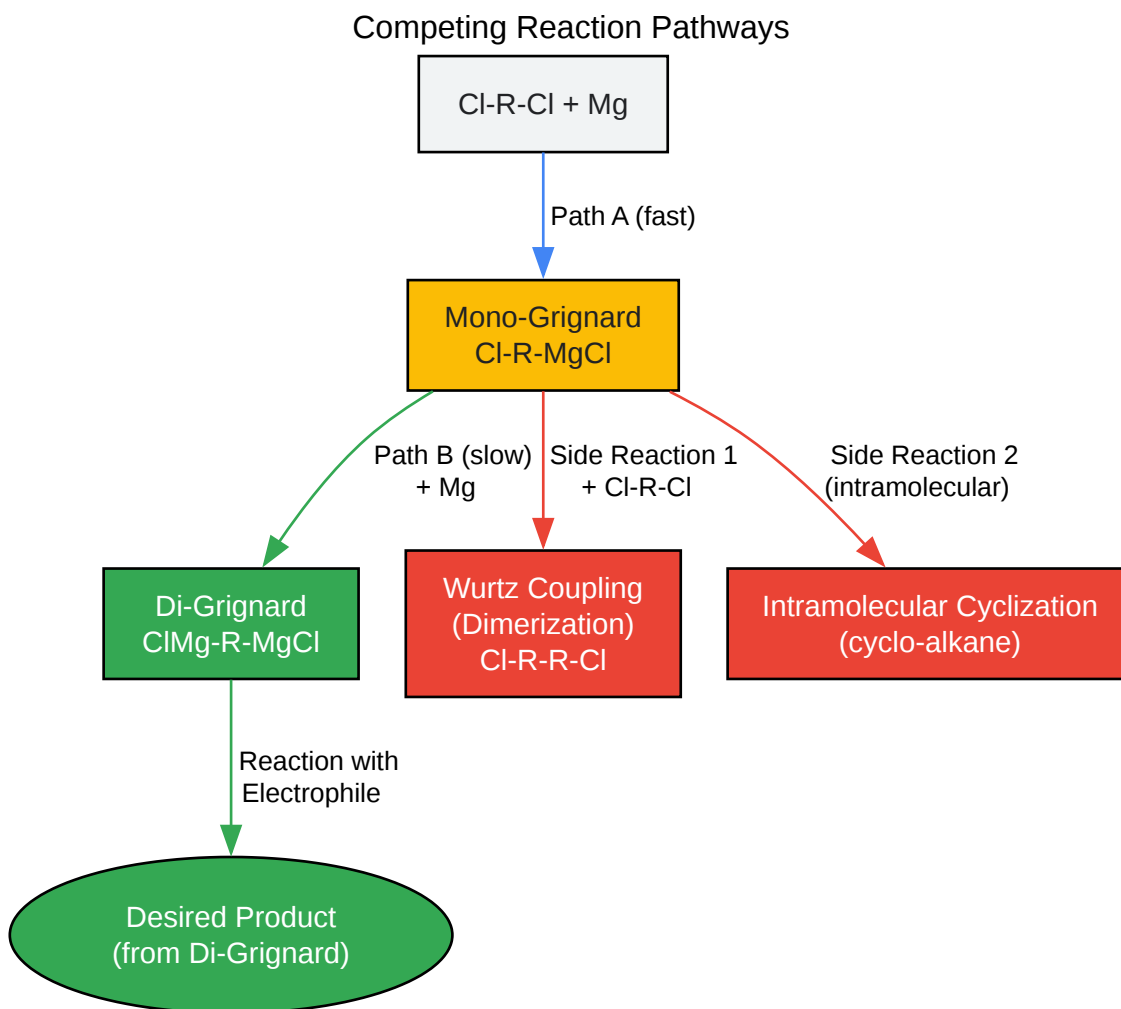 Competing Reaction Pathways
Cl-R-Cl + Mg
Path A (fast)
Mono-Grignard
Cl-R-MgCl
Path B (slow)
+ Mg
Side Reaction 1
+ Cl-R-Cl
Side Reaction 2
(intramolecular)
Di-Grignard
ClMg-R-MgCl
Wurtz Coupling
(Dimerization)
Cl-R-R-Cl
Intramolecular Cyclization
(cyclo-alkane)
Reaction with
Electrophile
Desired Product
(from Di-Grignard)